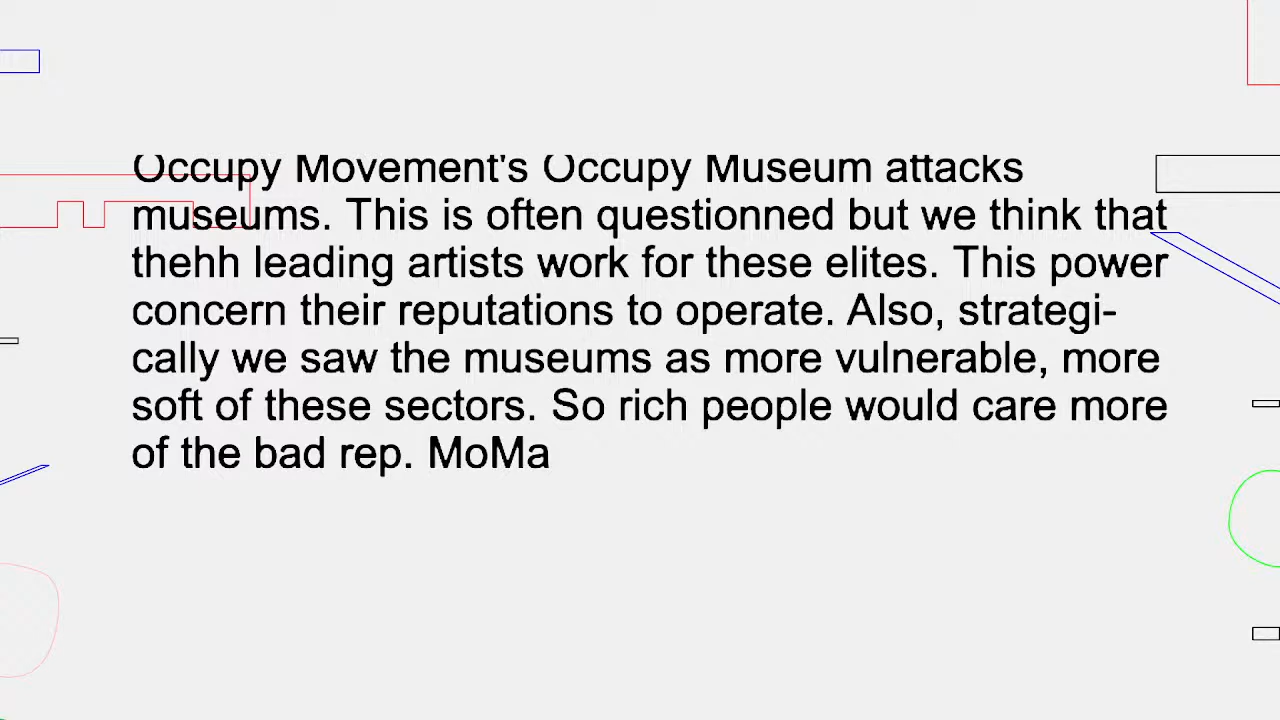 Occupy Movement's Occupy Museum attacks
museums. This is often questionned but we think that
thehh leading artists work for these elites. This power
concern their reputations to operate. Also, strategi-
cally we saw the museums as more vulnerable, more
soft of these sectors. So rich people would care more
of the bad rep. MoMa